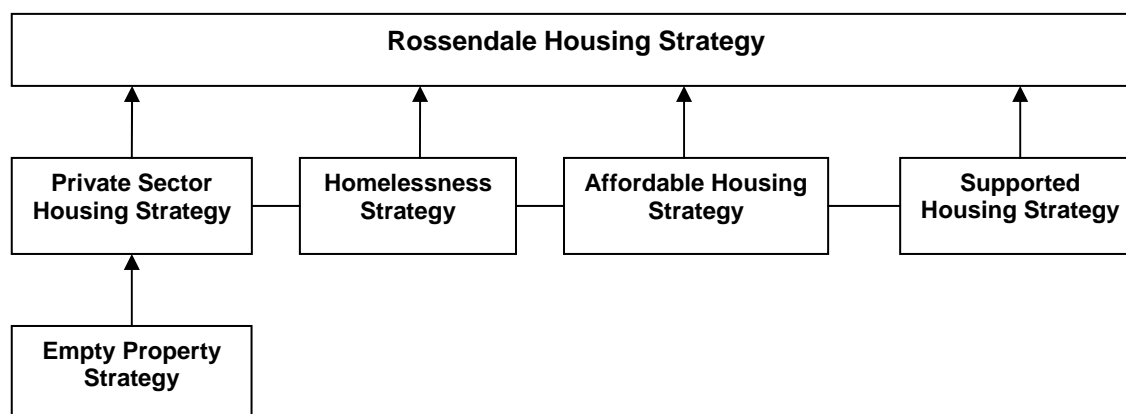 Rossendale Housing Strategy
Private Sector
Housing Strategy
Homelessness
Strategy
Affordable Housing
Strategy
Supported
Housing Strategy
Empty Property
Strategy